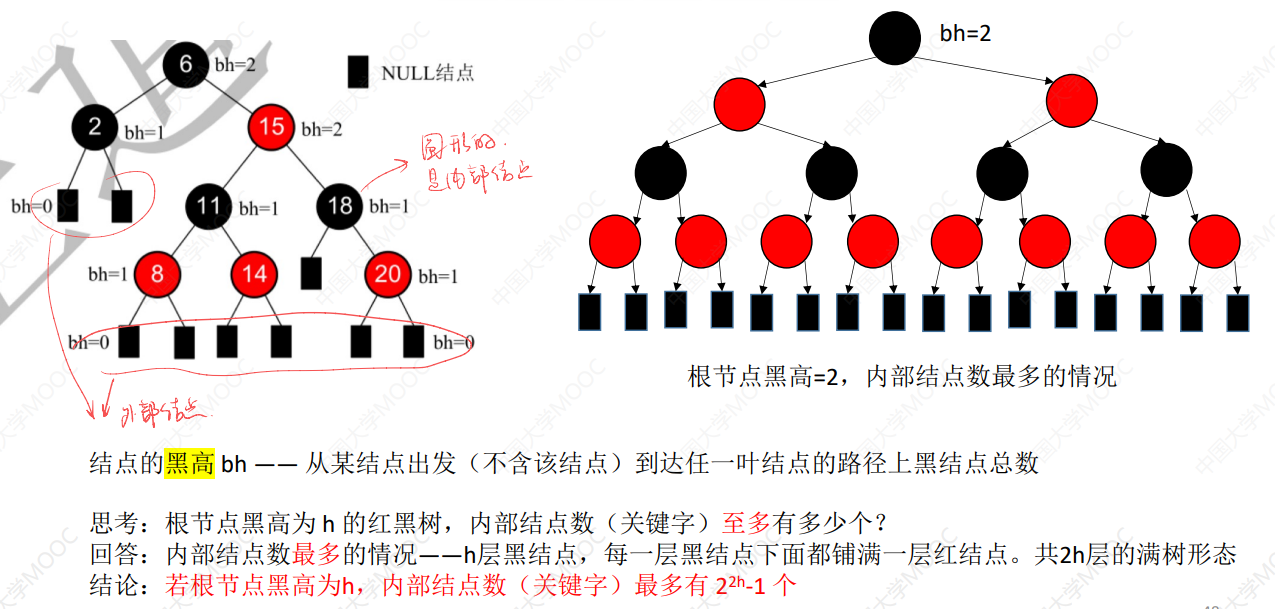 6
bh=2
NULL结点
bh=2
2
bh=1
15
bh=2
圆形的
是内部结点
bh=0
11
bh=1
18
bh=1
bh=1
8
14
20
bh=1
bh=0
bh=0
外部结点
根节点黑高=2，内部结点数最多的情况
结点的黑高 bh —— 从某结点出发（不含该结点）到达任一叶结点的路径上黑结点总数
思考：根节点黑高为 h 的红黑树，内部结点数（关键字）至多有多少个？
回答：内部结点数最多的情况——h层黑结点，每一层黑结点下面都铺满一层红结点。共2h层的满树形态
结论：若根节点黑高为h，内部结点数（关键字）最多有 2²ʰ-1 个
中国大学MOOC